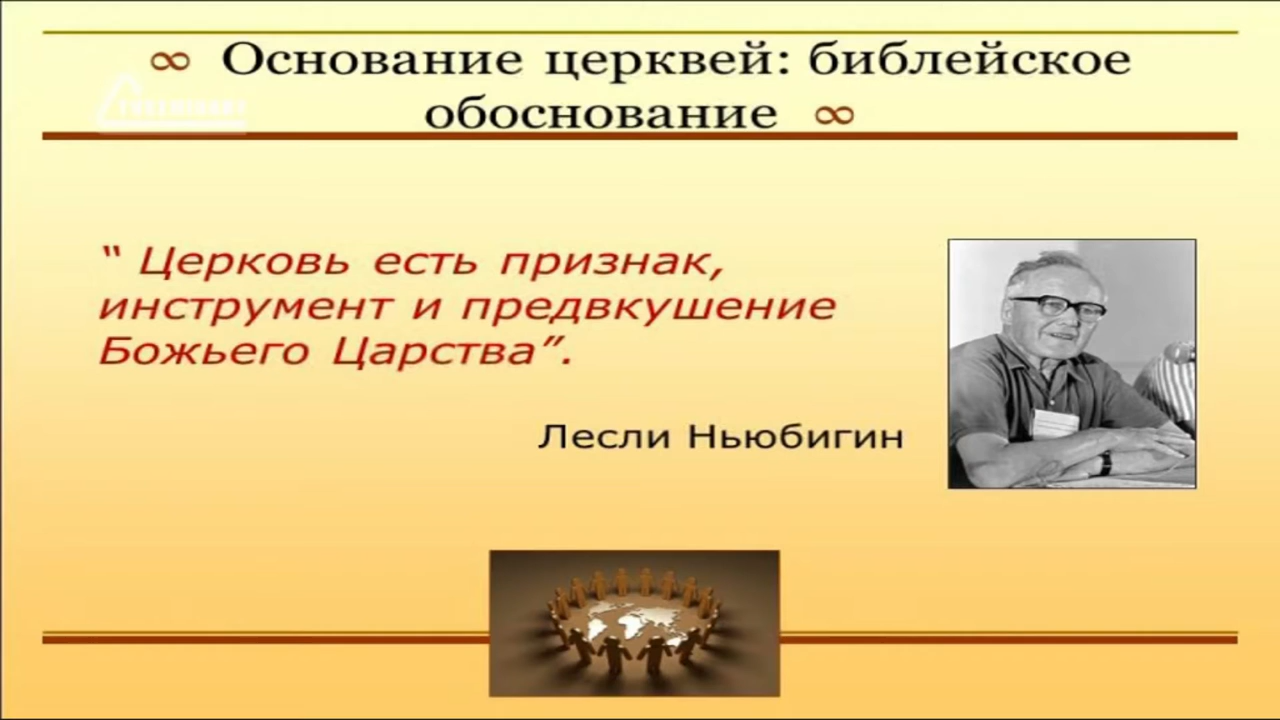 ∞ Основание церквей: библейское
обоснование ∞
“ Церковь есть признак,
инструмент и предвкушение
Божьего Царства”.
Лесли Ньюбигин